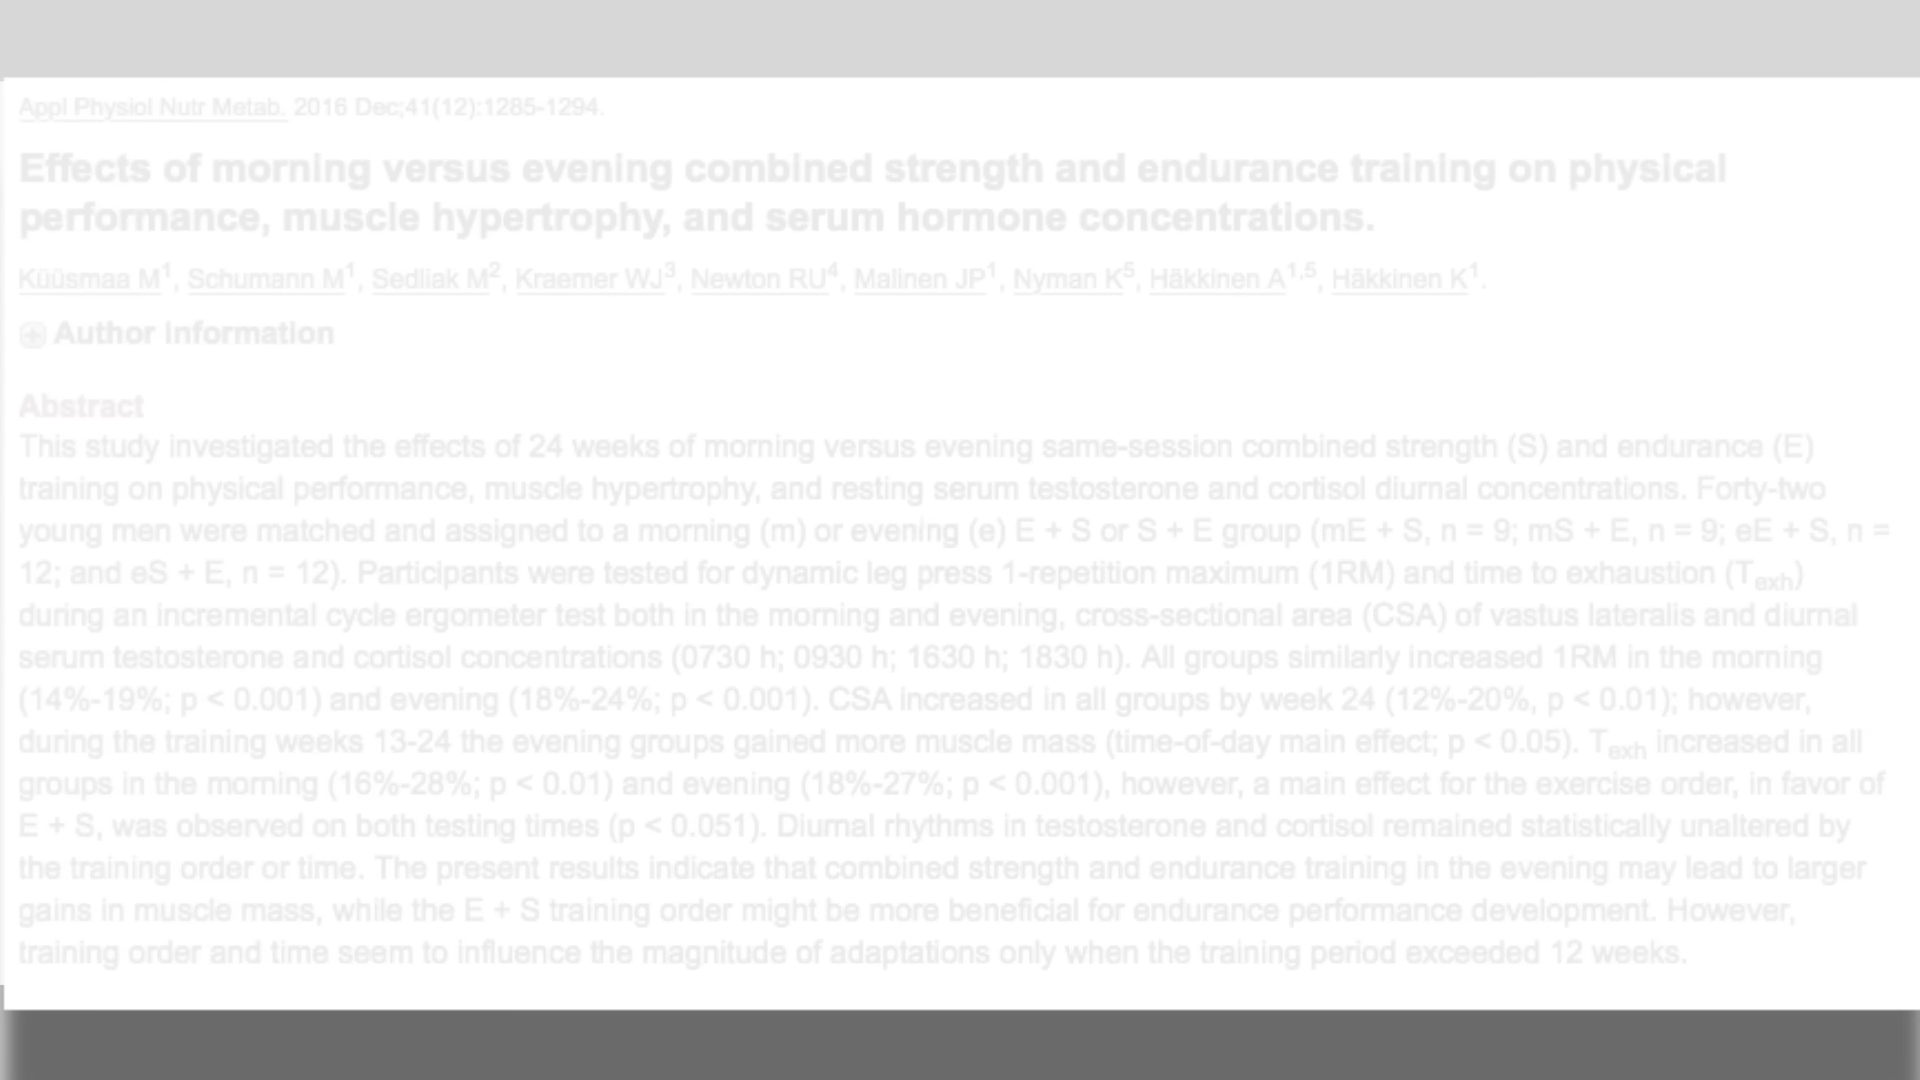 Appl Physiol Nutr Metab. 2016 Dec;41(12):1285-1294.
Effects of morning versus evening combined strength and endurance training on physical
performance, muscle hypertrophy, and serum hormone concentrations.
Küüsmaa M1, Schumann M1, Sedliak M2, Kraemer WJ3, Newton RU4, Malinen JP1, Nyman K5, Häkkinen A1,5, Häkkinen K1.
Author information
Abstract
This study investigated the effects of 24 weeks of morning versus evening same-session combined strength (S) and endurance (E)
training on physical performance, muscle hypertrophy, and resting serum testosterone and cortisol diurnal concentrations. Forty-two
young men were matched and assigned to a morning (m) or evening (e) E + S or S + E group (mE + S, n = 9; mS + E, n = 9; eE + S, n =
12; and eS + E, n = 12). Participants were tested for dynamic leg press 1-repetition maximum (1RM) and time to exhaustion (Texh)
during an incremental cycle ergometer test both in the morning and evening, cross-sectional area (CSA) of vastus lateralis and diurnal
serum testosterone and cortisol concentrations (0730 h; 0930 h; 1630 h; 1830 h). All groups similarly increased 1RM in the morning
(14%-19%; p < 0.001) and evening (18%-24%; p < 0.001). CSA increased in all groups by week 24 (12%-20%, p < 0.01); however,
during the training weeks 13-24 the evening groups gained more muscle mass (time-of-day main effect; p < 0.05). Texh increased in all
groups in the morning (16%-28%; p < 0.01) and evening (18%-27%; p < 0.001), however, a main effect for the exercise order, in favor of
E + S, was observed on both testing times (p < 0.051). Diurnal rhythms in testosterone and cortisol remained statistically unaltered by
the training order or time. The present results indicate that combined strength and endurance training in the evening may lead to larger
gains in muscle mass, while the E + S training order might be more beneficial for endurance performance development. However,
training order and time seem to influence the magnitude of adaptations only when the training period exceeded 12 weeks.